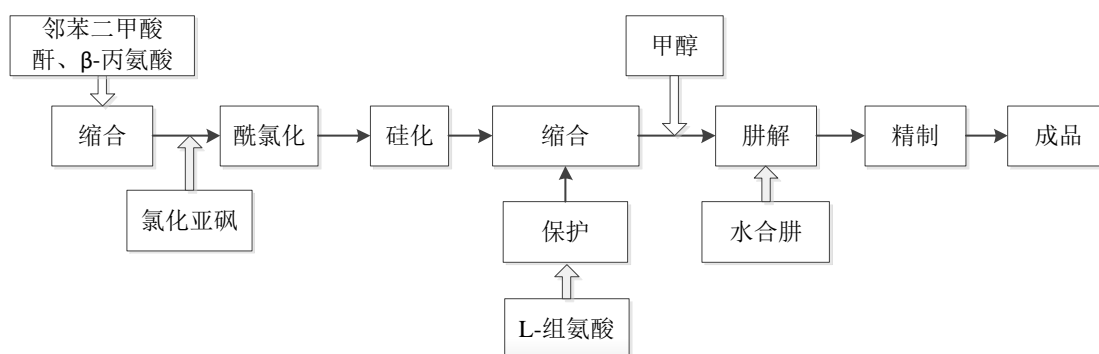 邻苯二甲酸
酐、β-丙氨酸
甲醇
缩合
酰氯化
硅化
缩合
肼解
精制
成品
氯化亚砜
保护
水合肼
L-组氨酸